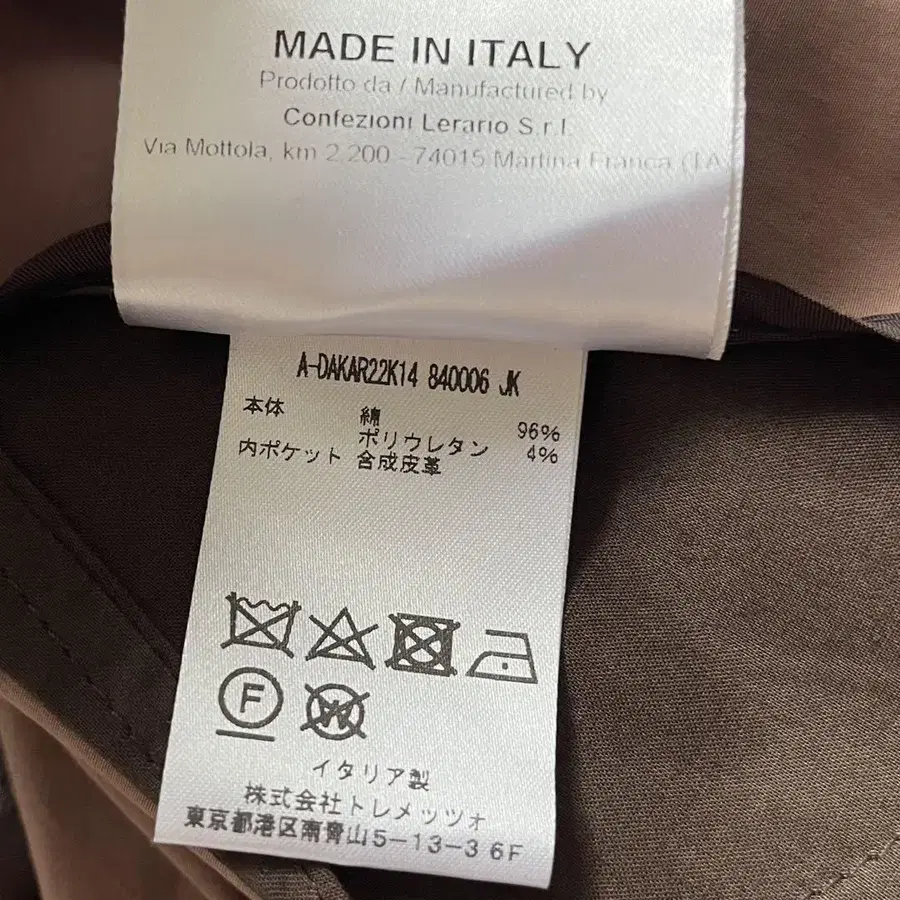 MADE IN ITALY
Prodotto da / Manufactured by
Confezioni Lerario S.r.l.
Via Mottola, km 2,200 - 74015 Martina Franca (TA
A-DAKAR22K14 840006 JK
本体 綿 96%
ポリウレタン 4%
内ポケット 合成皮革
F
W
イタリア製
株式会社トレメッツォ
東京都港区南青山5-13-3 6F